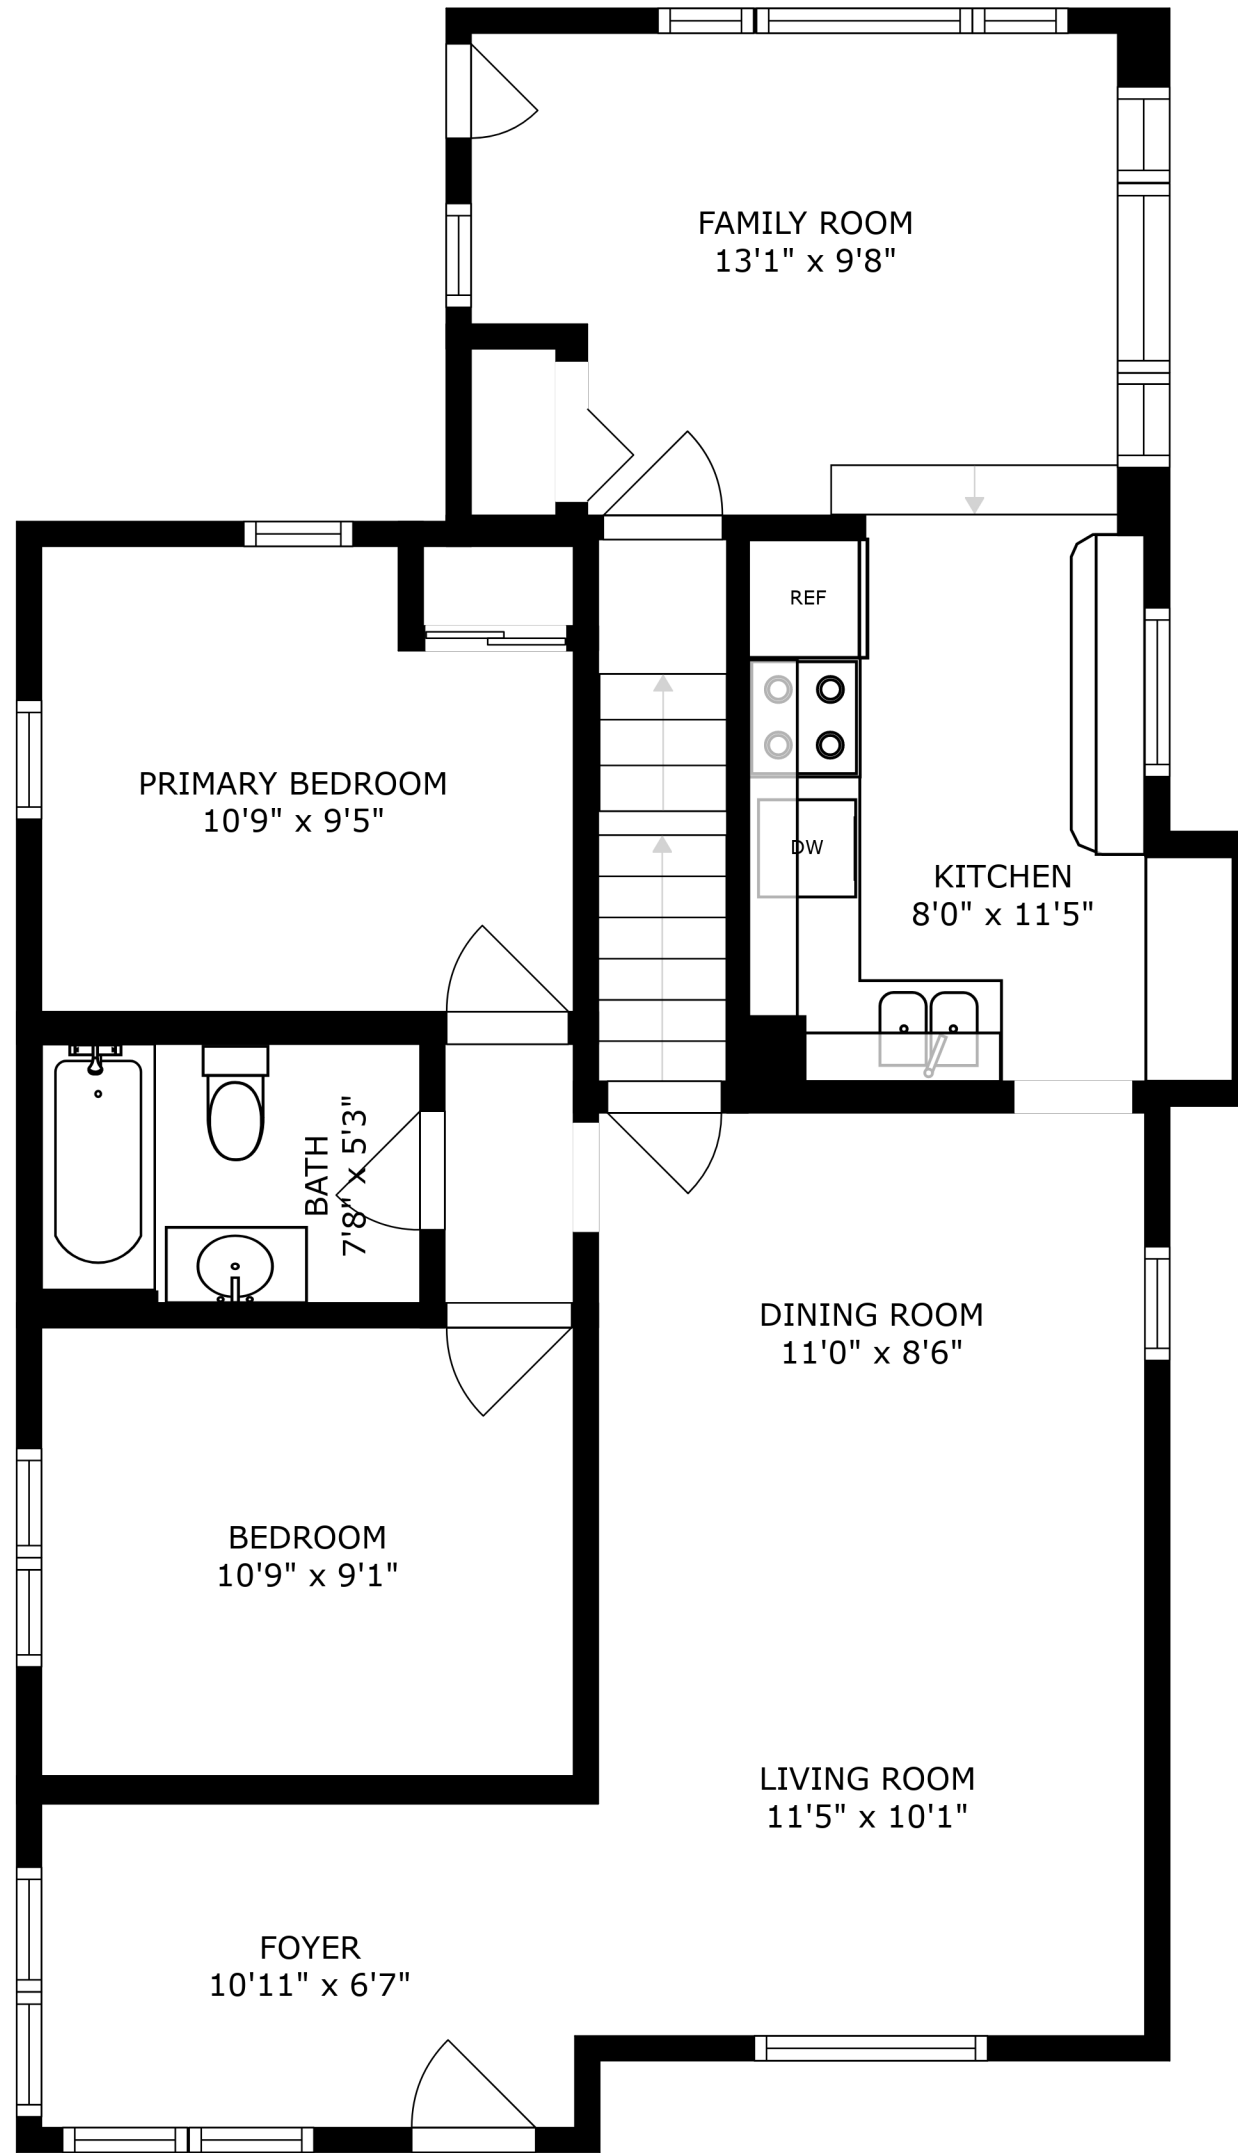 FAMILY ROOM
13'1" x 9'8"
REF
PRIMARY BEDROOM
10'9" x 9'5"
DW
KITCHEN
8'0" x 11'5"
BATH
7'8" x 5'3"
DINING ROOM
11'0" x 8'6"
BEDROOM
10'9" x 9'1"
LIVING ROOM
11'5" x 10'1"
FOYER
10'11" x 6'7"